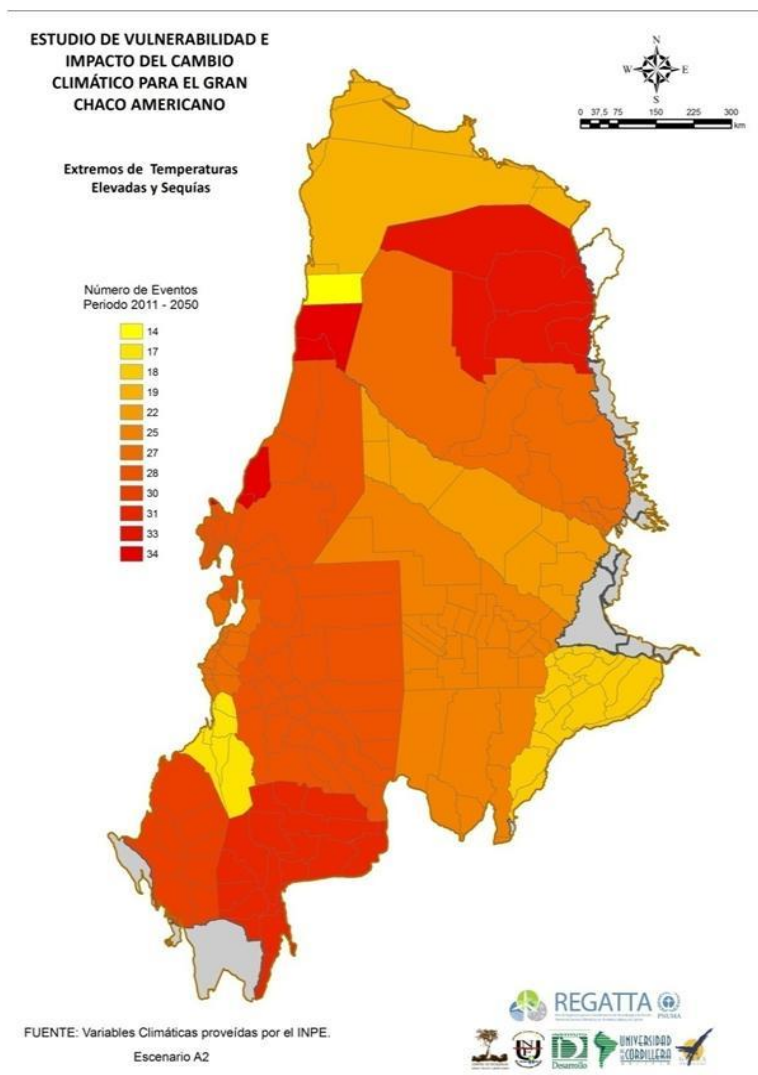 ESTUDIO DE VULNERABILIDAD E
IMPACTO DEL CAMBIO
CLIMÁTICO PARA EL GRAN
CHACO AMERICANO
N
W E
S
0 37,5 75 150 225 300
km
Extremos de Temperaturas
Elevadas y Sequías
Número de Eventos
Periodo 2011 - 2050
14
17
18
19
22
25
27
28
30
31
33
34
REGATTA
PNUMA
FUENTE: Variables Climáticas proveídas por el INPE.
Escenario A2
Desarrollo
UNIVERSIDAD
CORDILLERA